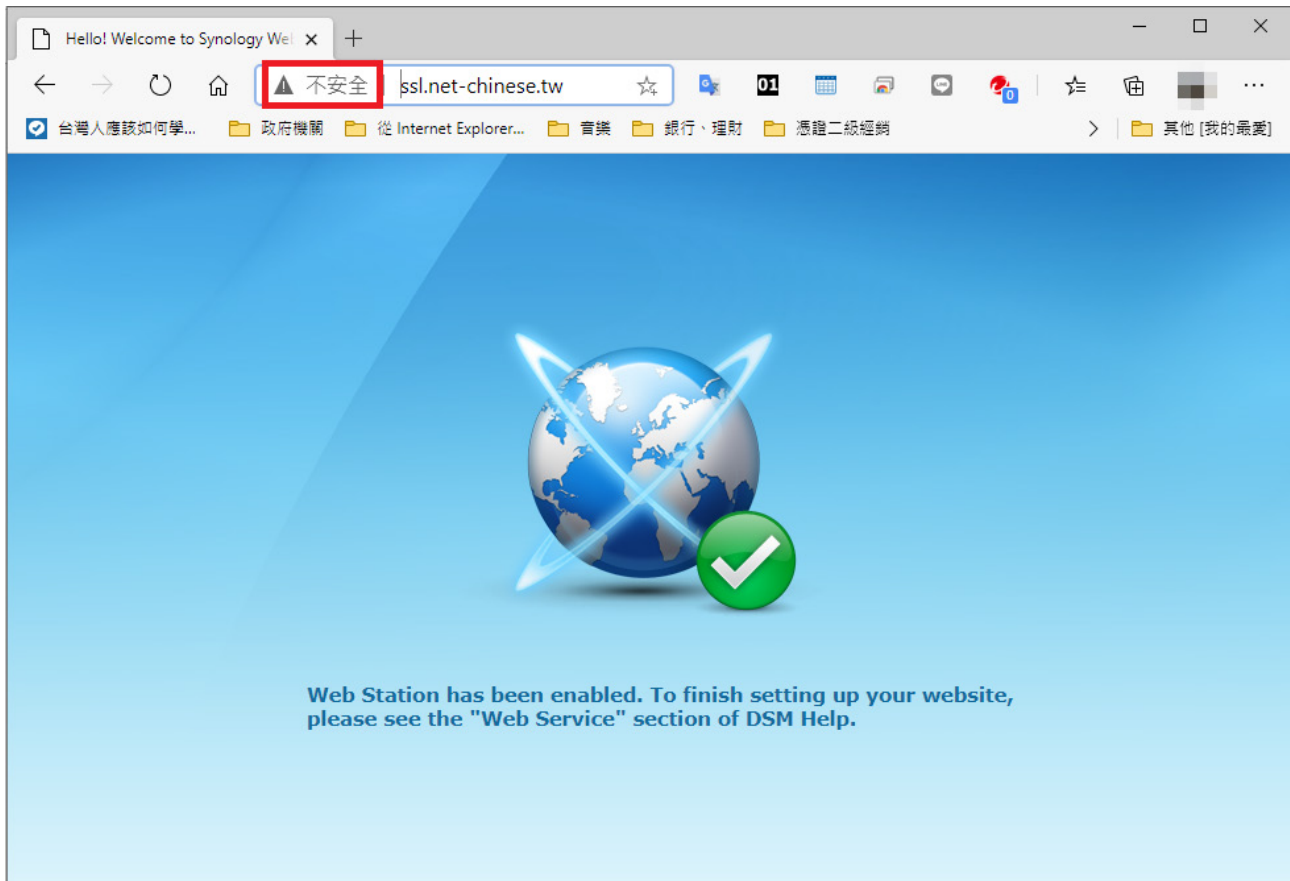 Hello! Welcome to Synology We
不安全 ssl.net-chinese.tw 01 0
台灣人應該如何學... 政府機關 從 Internet Explorer... 音樂 銀行、理財 憑證二級經銷 其他 [我的最愛]
Web Station has been enabled. To finish setting up your website,
please see the "Web Service" section of DSM Help.